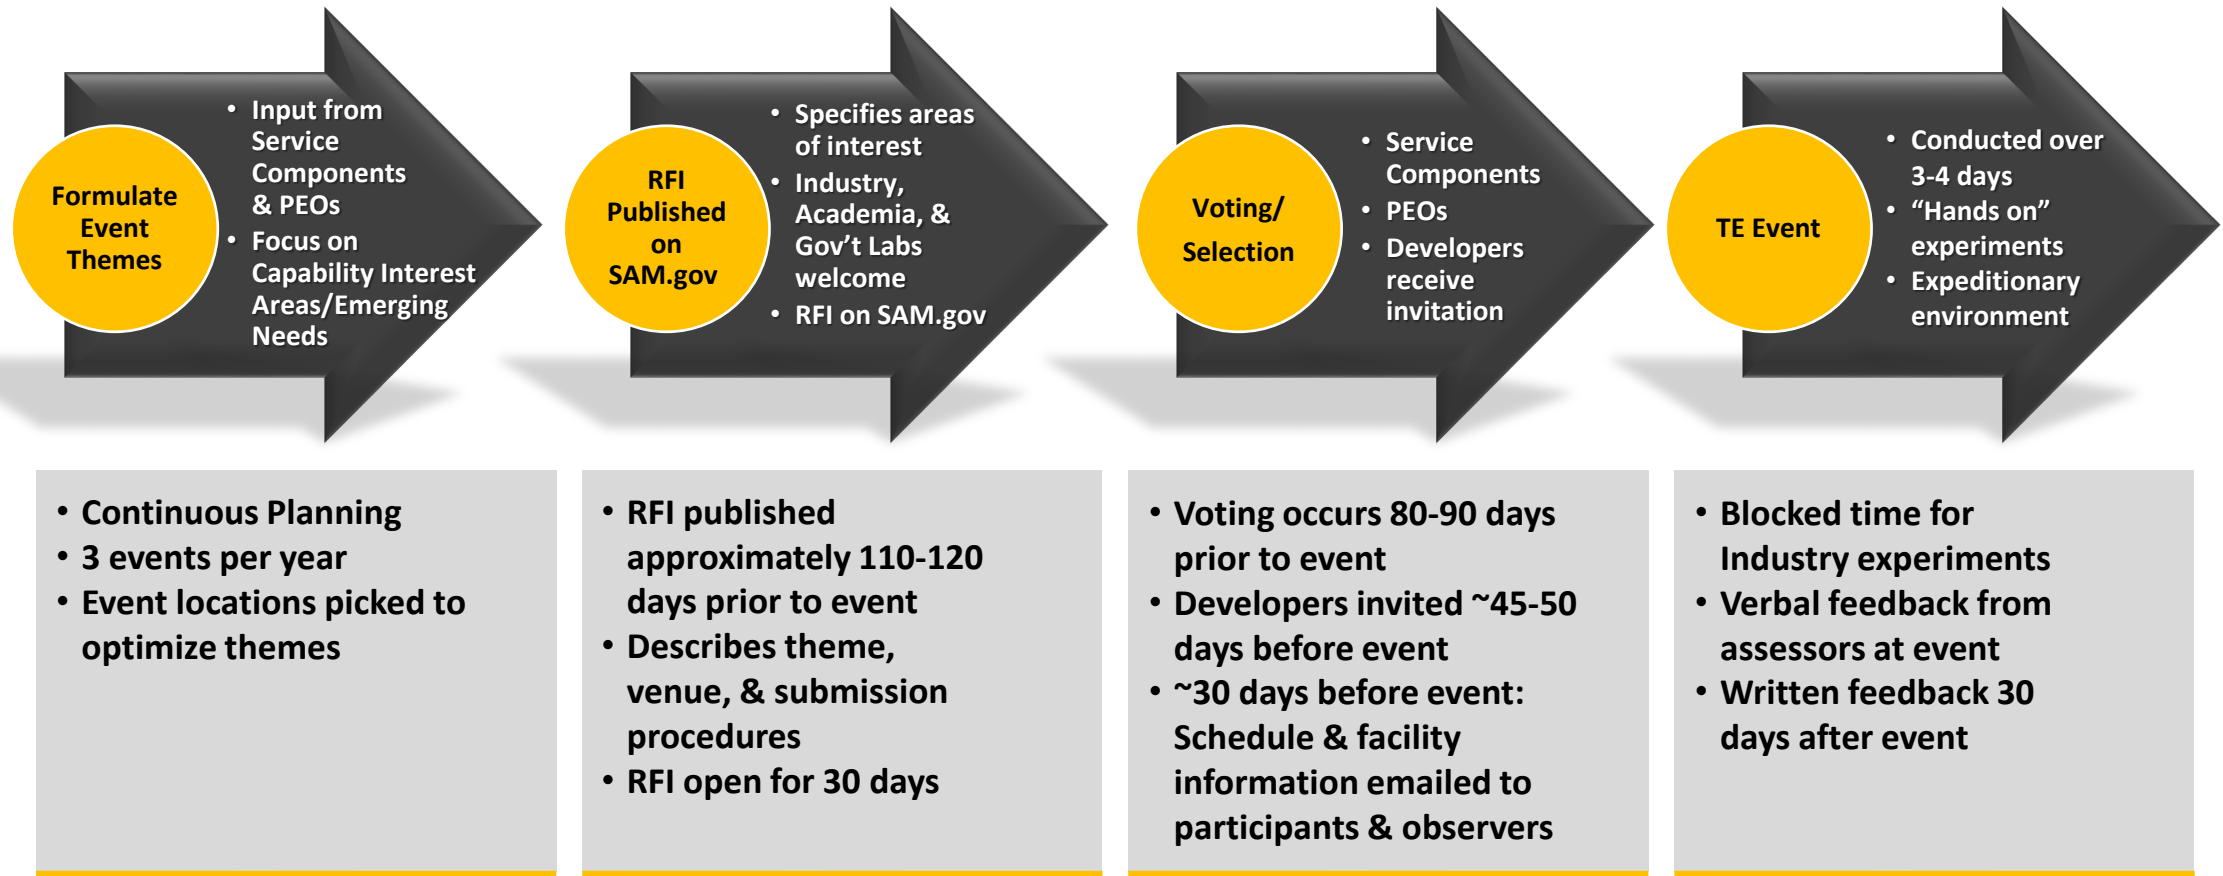 Formulate
Event
Themes
• Input from
Service
Components
& PEOs
• Focus on
Capability Interest
Areas/Emerging
Needs
RFI
Published
on
SAM.gov
• Specifies areas
of interest
• Industry,
Academia, &
Gov’t Labs
welcome
• RFI on SAM.gov
Voting/
Selection
• Service
Components
• PEOs
• Developers
receive
invitation
TE Event
• Conducted over
3-4 days
• “Hands on”
experiments
• Expeditionary
environment
• Continuous Planning
• 3 events per year
• Event locations picked to
optimize themes
• RFI published
approximately 110-120
days prior to event
• Describes theme,
venue, & submission
procedures
• RFI open for 30 days
• Voting occurs 80-90 days
prior to event
• Developers invited ~45-50
days before event
• ~30 days before event:
Schedule & facility
information emailed to
participants & observers
• Blocked time for
Industry experiments
• Verbal feedback from
assessors at event
• Written feedback 30
days after event